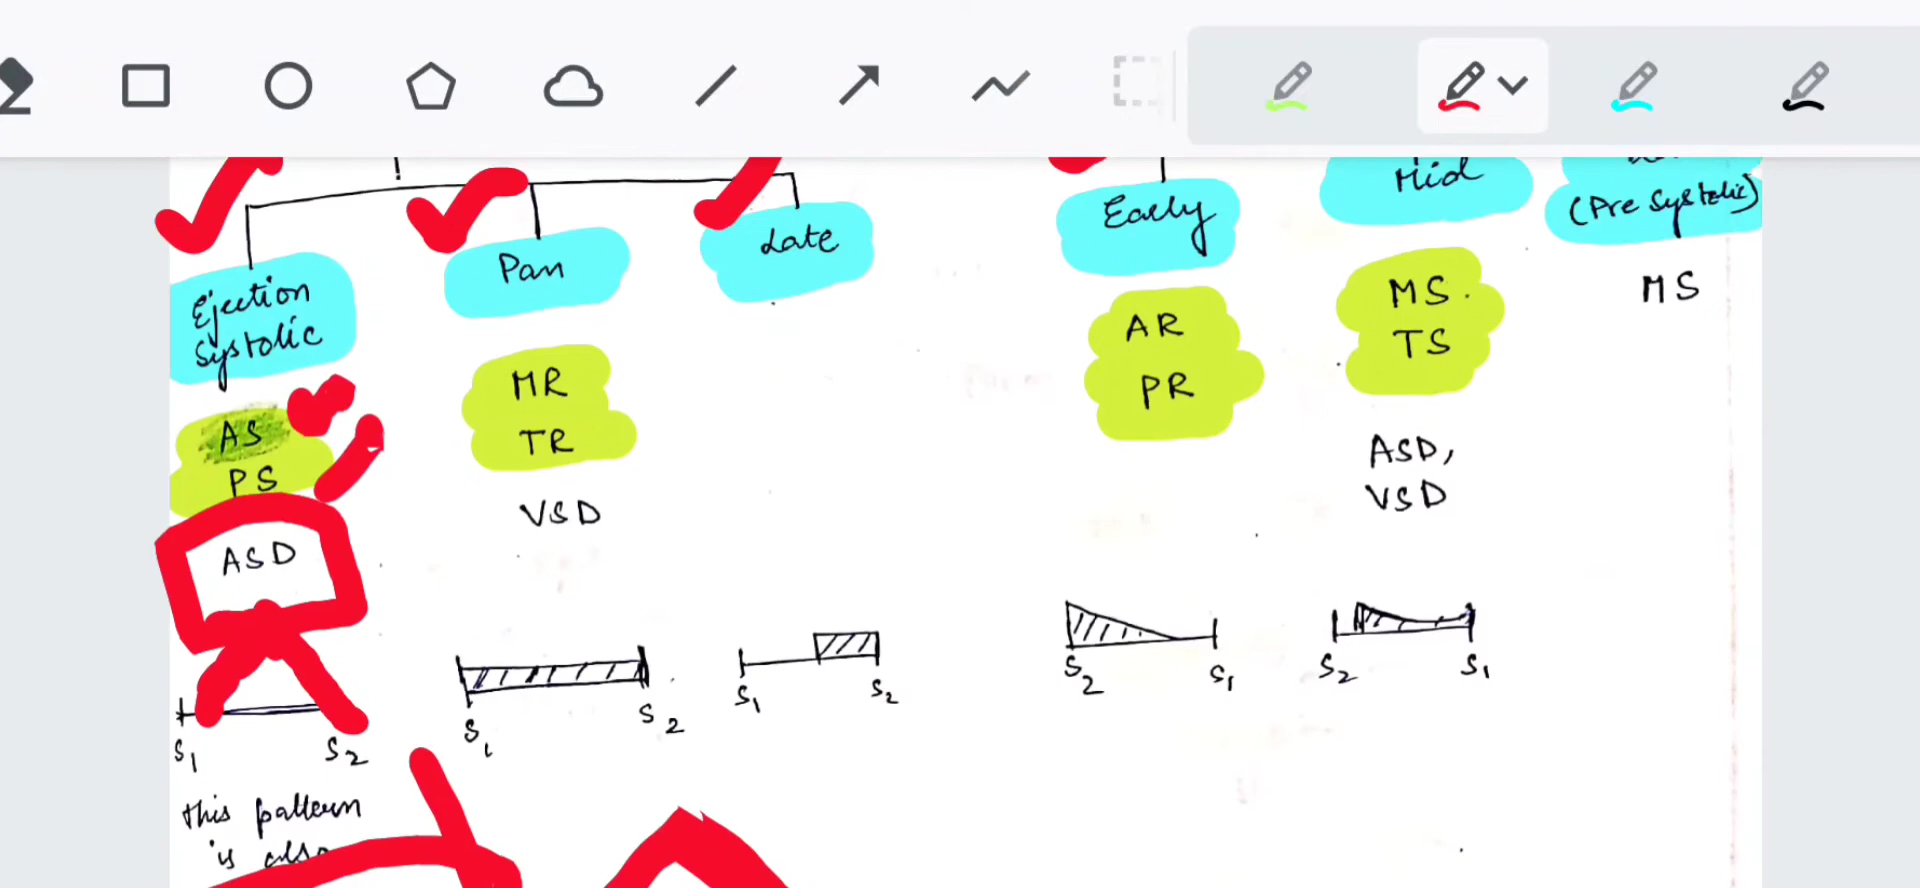 Ejection
systolic
AS
PS
ASD
S1
S2
this pattern
is also
Pan
MR
TR
VSD
S1
S2
Late
S1
S2
Early
AR
PR
S2
S1
Mid
MS.
TS
ASD,
VSD
S2
S1
(Pre Systolic)
MS